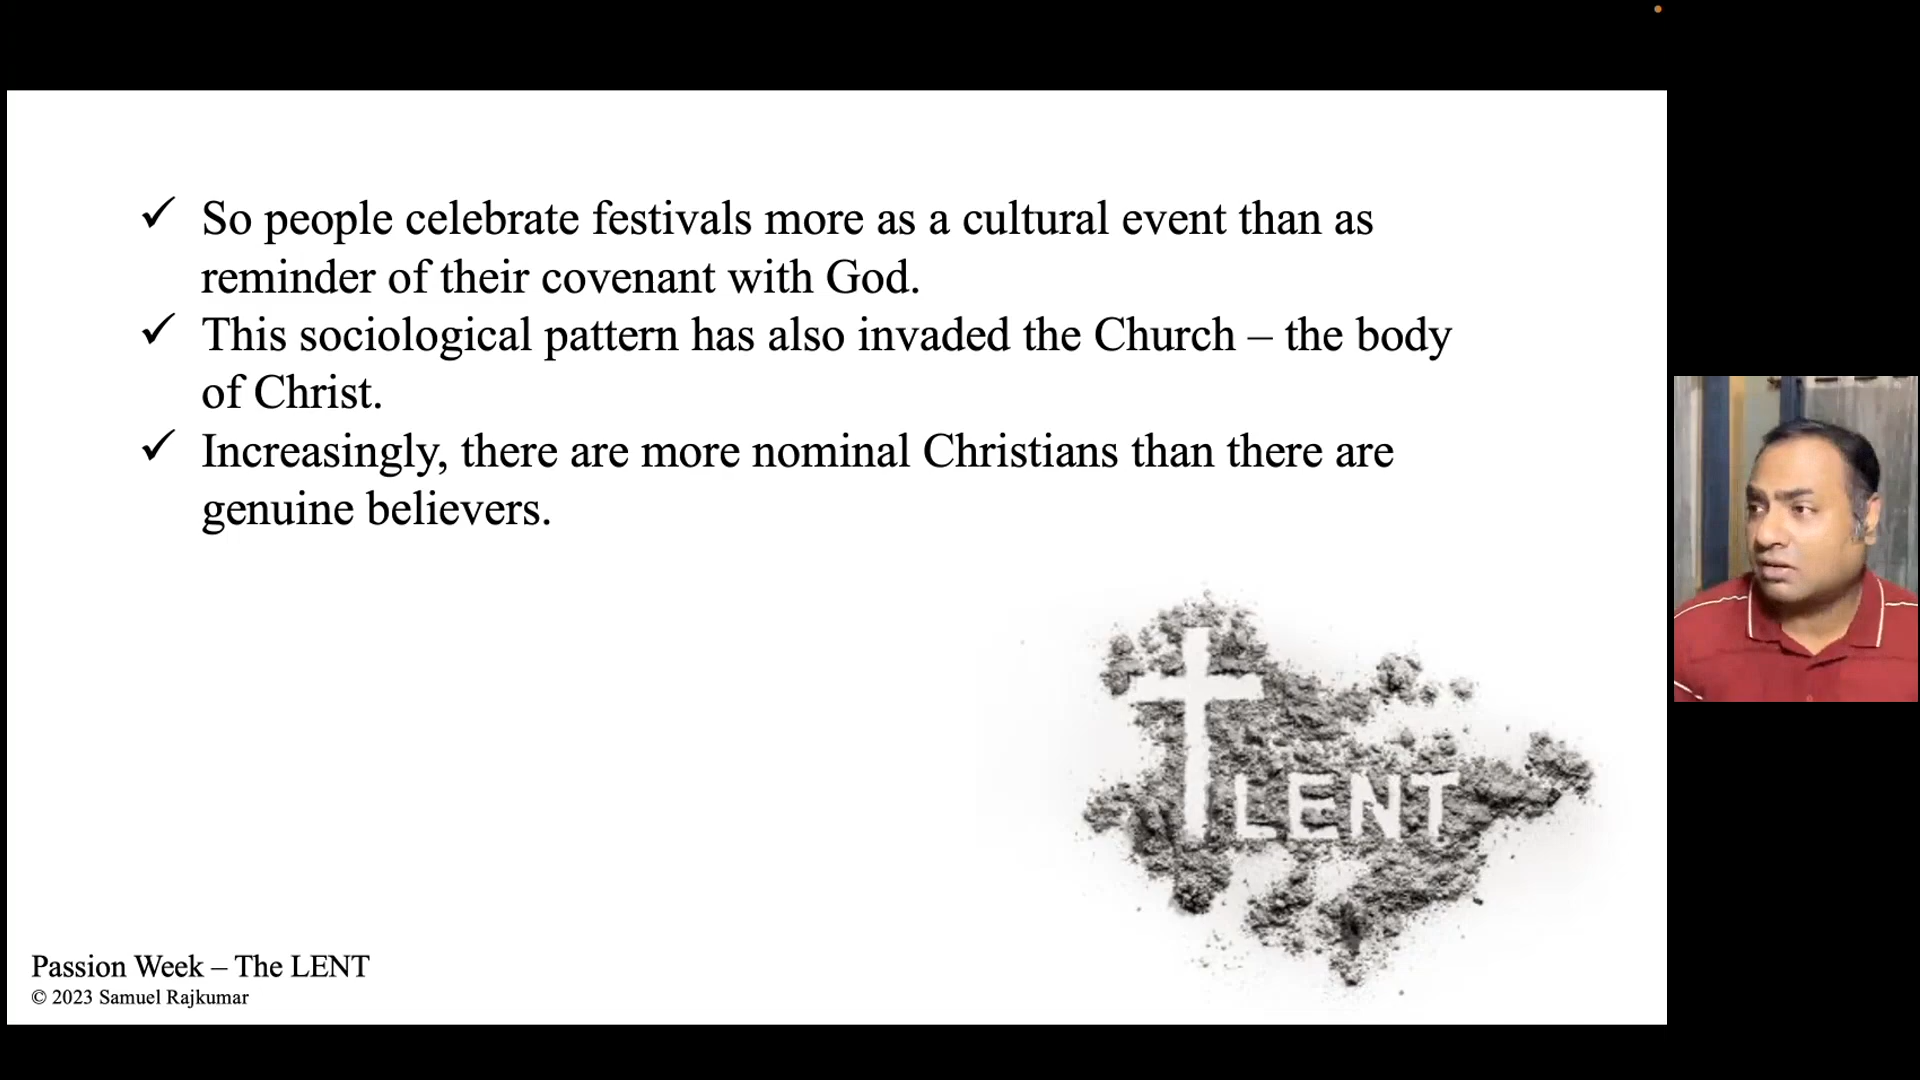 ✓ So people celebrate festivals more as a cultural event than as
reminder of their covenant with God.
✓ This sociological pattern has also invaded the Church – the body
of Christ.
✓ Increasingly, there are more nominal Christians than there are
genuine believers.
LENT
Passion Week – The LENT
© 2023 Samuel Rajkumar